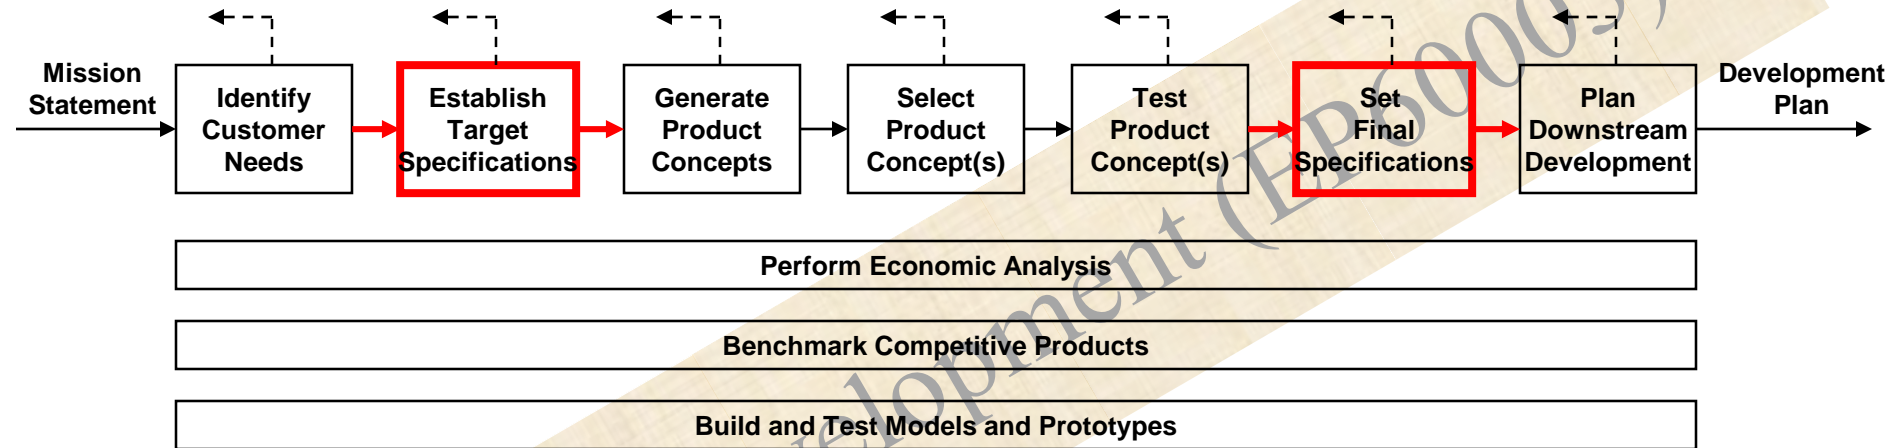 Mission
Statement
Identify
Customer
Needs
Establish
Target
Specifications
Generate
Product
Concepts
Select
Product
Concept(s)
Test
Product
Concept(s)
Set
Final
Specifications
Plan
Downstream
Development
Development
Plan
Perform Economic Analysis
Benchmark Competitive Products
Build and Test Models and Prototypes